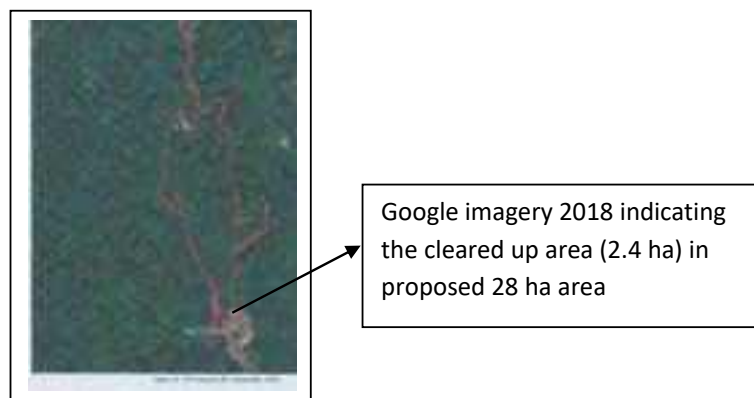 Google imagery 2018 indicating
the cleared up area (2.4 ha) in
proposed 28 ha area